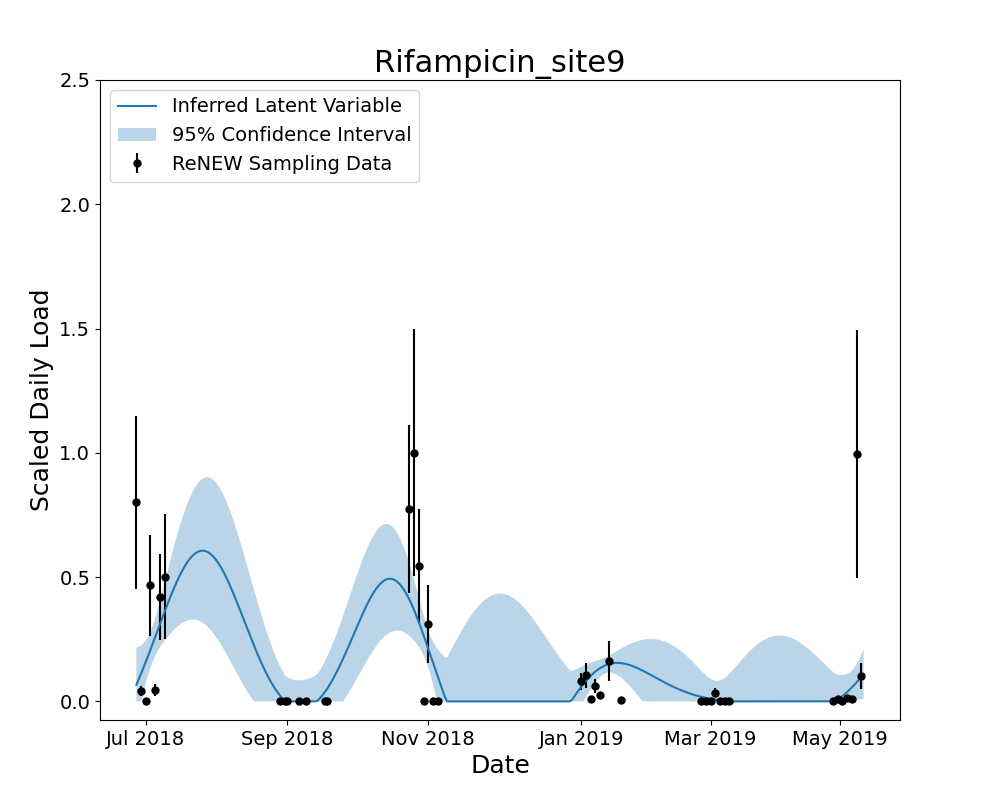 Rifampicin_site9
2.5
2.0
1.5
1.0
0.5
0.0
Scaled Daily Load
Inferred Latent Variable
95% Confidence Interval
ReNEW Sampling Data
Jul 2018
Sep 2018
Nov 2018
Jan 2019
Mar 2019
May 2019
Date